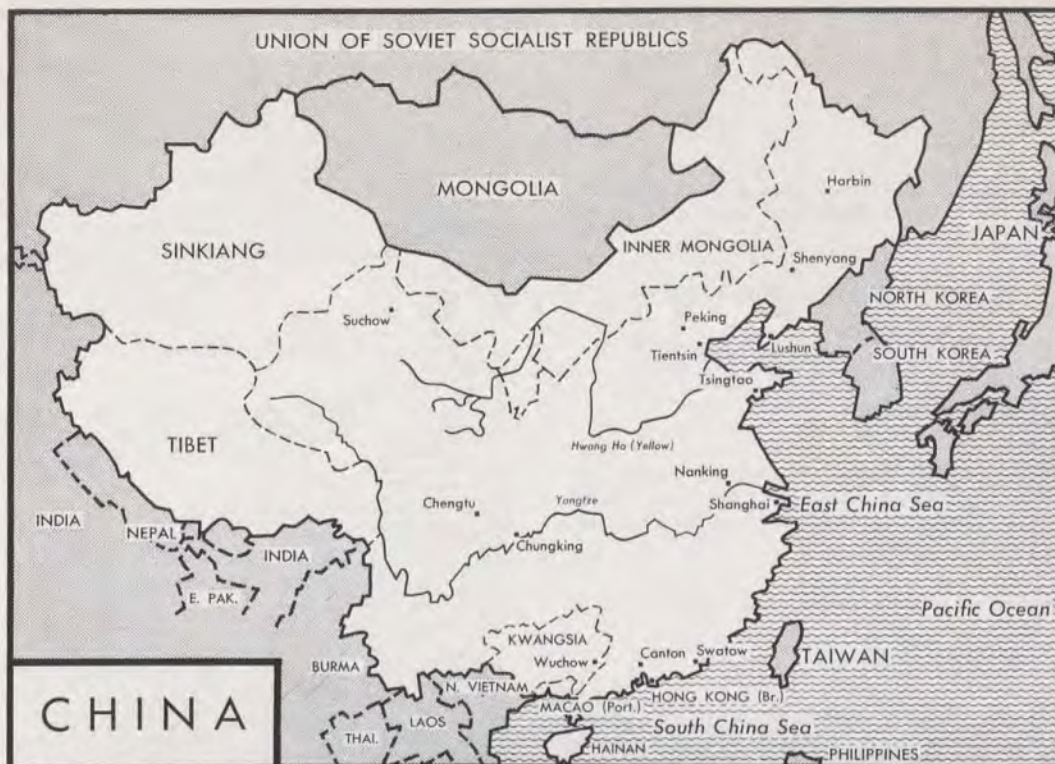 UNION OF SOVIET SOCIALIST REPUBLICS
MONGOLIA
Harbin
SINKIANG
INNER MONGOLIA
JAPAN
Shenyang
NORTH KOREA
Suchow
Peking
Tientsin
Lushun
SOUTH KOREA
Tsingtao
TIBET
Hwang Ho (Yellow)
Nanking
Chengtu
Yangtze
Shanghai
East China Sea
INDIA
NEPAL
INDIA
Chungking
E. PAK.
Pacific Ocean
KWANGSIA
BURMA
Wuchow
Canton
Swatow
TAIWAN
N. VIETNAM
HONG KONG (Br.)
MACAO (Port.)
CHINA
LAOS
THAI.
South China Sea
HAINAN
PHILIPPINES